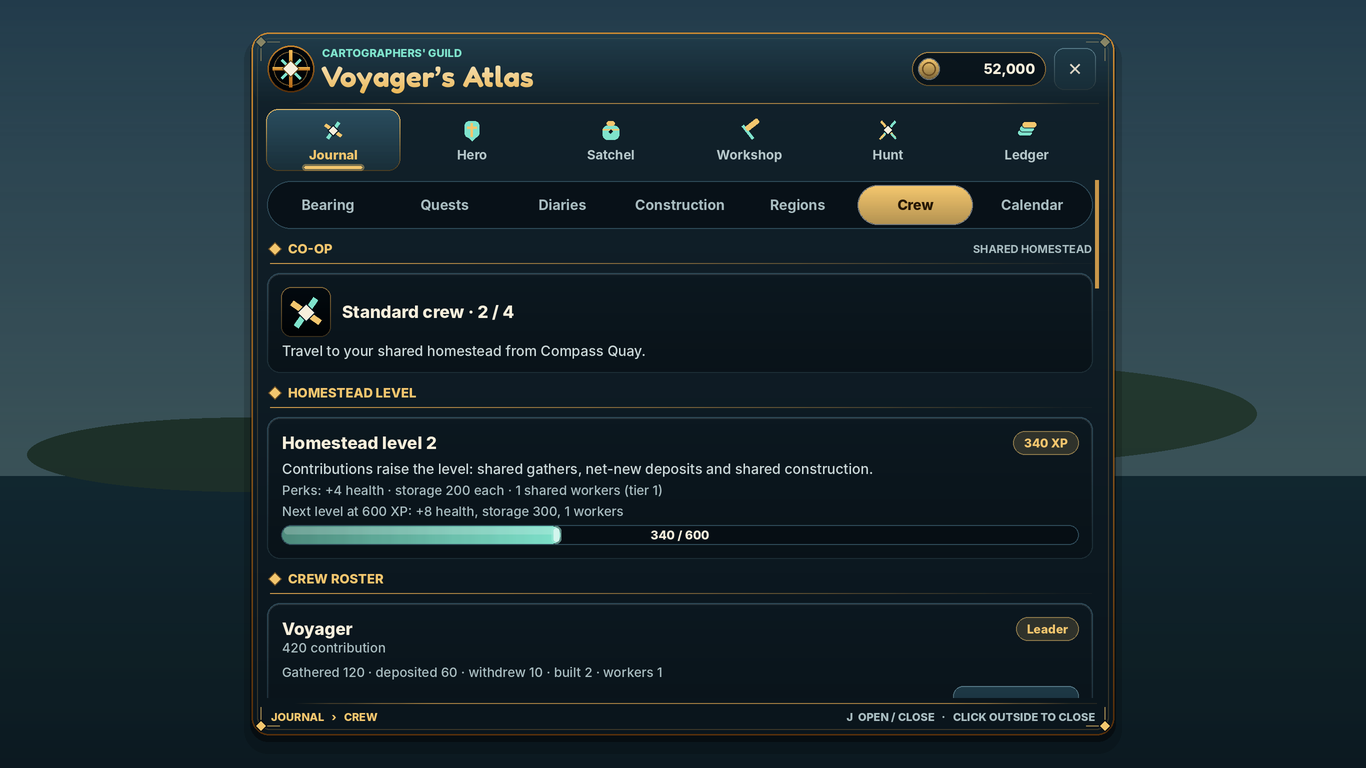 CARTOGRAPHERS' GUILD
Voyager’s Atlas
52,000
×
Journal
Hero
Satchel
Workshop
Hunt
Ledger
Bearing
Quests
Diaries
Construction
Regions
Crew
Calendar
CO-OP
SHARED HOMESTEAD
Standard crew · 2 / 4
Travel to your shared homestead from Compass Quay.
HOMESTEAD LEVEL
Homestead level 2
340 XP
Contributions raise the level: shared gathers, net-new deposits and shared construction.
Perks: +4 health · storage 200 each · 1 shared workers (tier 1)
Next level at 600 XP: +8 health, storage 300, 1 workers
340 / 600
CREW ROSTER
Voyager
Leader
420 contribution
Gathered 120 · deposited 60 · withdrew 10 · built 2 · workers 1
JOURNAL › CREW
J OPEN / CLOSE · CLICK OUTSIDE TO CLOSE